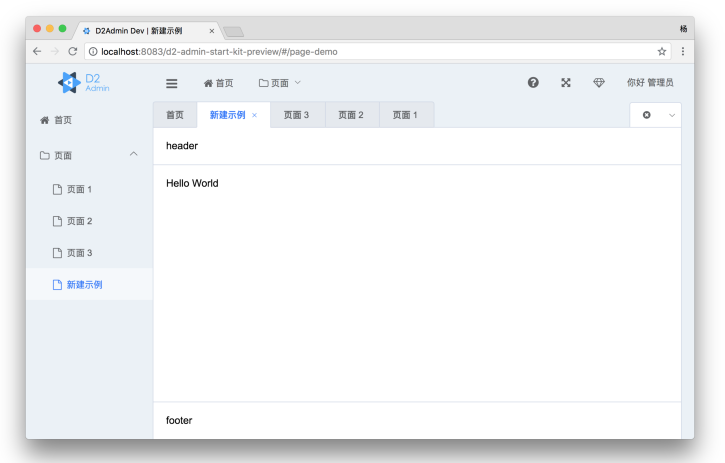 D2Admin Dev | 新建示例
杨
localhost:8083/d2-admin-start-kit-preview/#/page-demo
D2
Admin
首页
页面
你好 管理员
首页
页面
页面 1
页面 2
页面 3
新建示例
首页
新建示例
页面 3
页面 2
页面 1
header
Hello World
footer